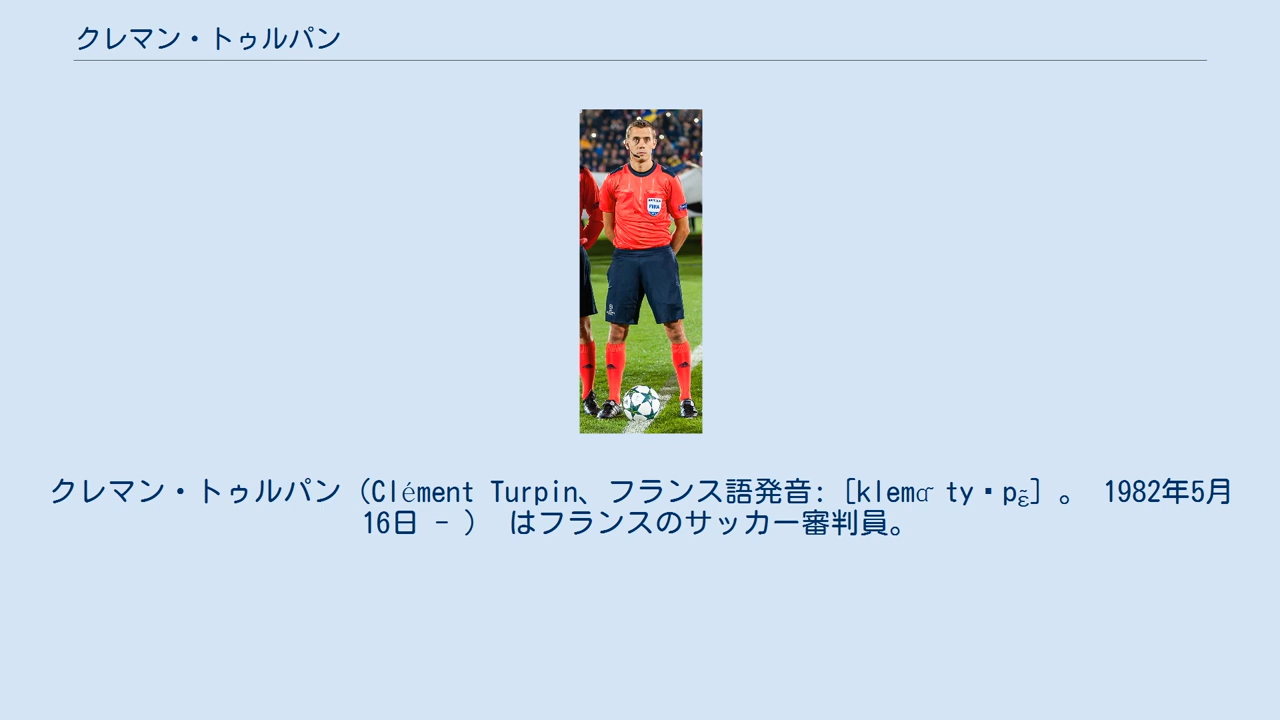 クレマン・トゥルパン
FIFA
クレマン・トゥルパン（Clément Turpin、フランス語発音: [klemɑ̃ ty・pɛ̃] 。 1982年5月
16日 - ） はフランスのサッカー審判員。